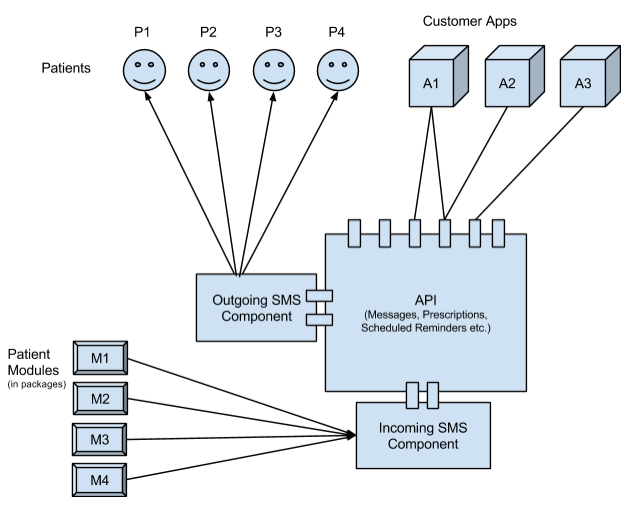 P1
P2
P3
P4
Patients
Customer Apps
A1
A2
A3
API
(Messages, Prescriptions,
Scheduled Reminders etc.)
Outgoing SMS
Component
Patient
Modules
(in packages)
M1
M2
M3
M4
Incoming SMS
Component